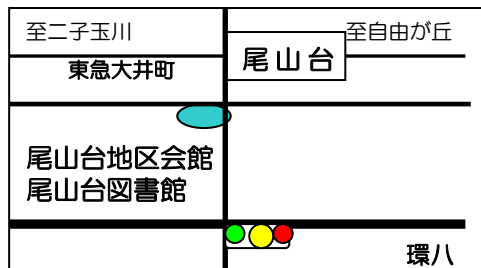 至二子玉川
至自由が丘
尾山台
東急大井町
尾山台地区会館
尾山台図書館
環八